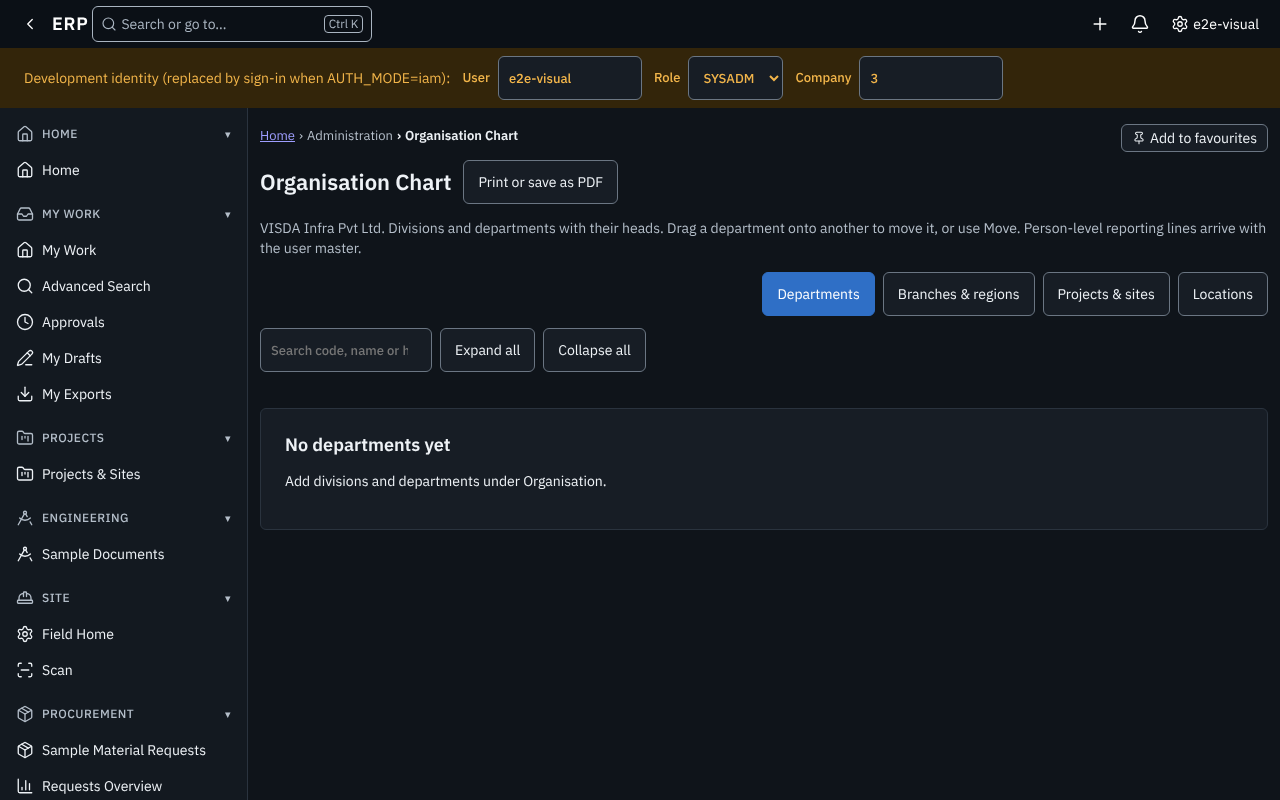 ERP
Search or go to...
Ctrl K
e2e-visual
Development identity (replaced by sign-in when AUTH_MODE=iam):
User
e2e-visual
Role
SYSADM
Company
3
HOME
Home
MY WORK
My Work
Advanced Search
Approvals
My Drafts
My Exports
PROJECTS
Projects & Sites
ENGINEERING
Sample Documents
SITE
Field Home
Scan
PROCUREMENT
Sample Material Requests
Requests Overview
Home › Administration › Organisation Chart
Add to favourites
Organisation Chart
Print or save as PDF
VISDA Infra Pvt Ltd. Divisions and departments with their heads. Drag a department onto another to move it, or use Move. Person-level reporting lines arrive with
the user master.
Departments
Branches & regions
Projects & sites
Locations
Search code, name or h
Expand all
Collapse all
No departments yet
Add divisions and departments under Organisation.